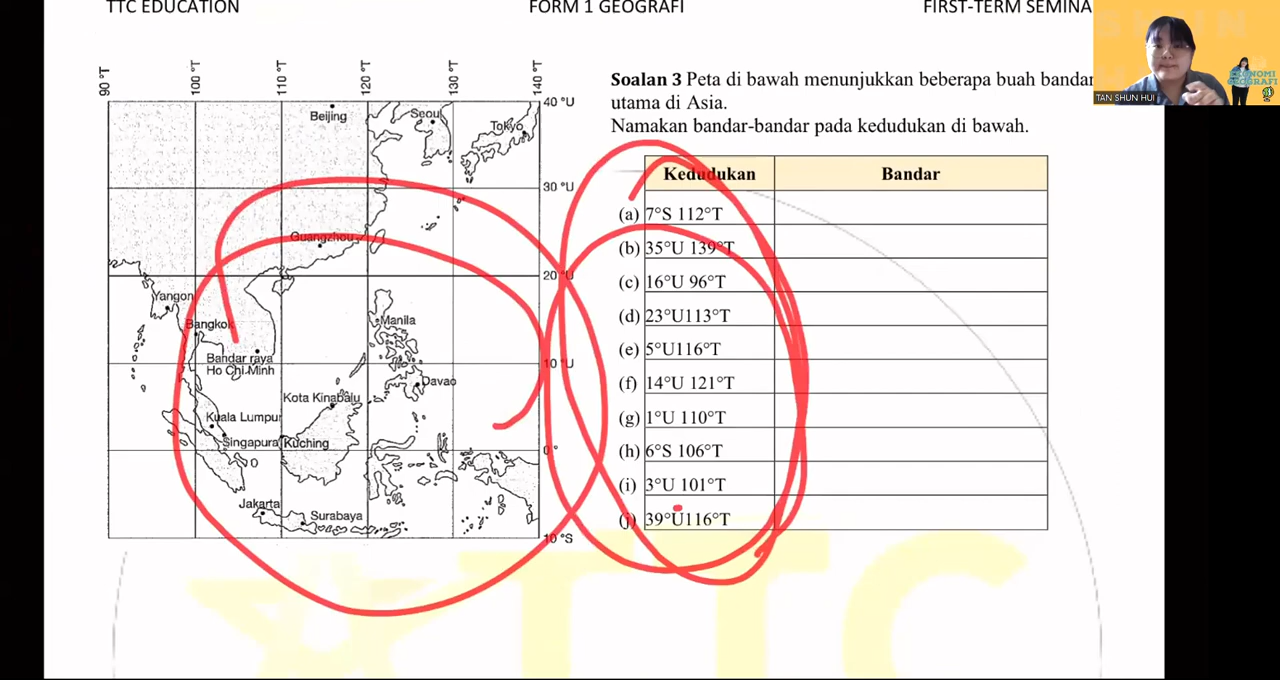 TTC EDUCATION
FORM 1 GEOGRAFI
FIRST-TERM SEMINA
TAN SHUN HUI
EKONOMI
GEOGRAFI
90 °T
100 °T
110 °T
120 °T
130 °T
140 °T
40 °U
30 °U
20 °U
10 °U
0 °
10 °S
Beijing
Seoul
Tokyo
Guangzhou
Yangon
Bangkok
Manila
Bandar raya
Ho Chi Minh
Davao
Kota Kinabalu
Kuala Lumpur
Singapura
Kuching
Jakarta
Surabaya
Soalan 3 Peta di bawah menunjukkan beberapa buah bandar
utama di Asia.
Namakan bandar-bandar pada kedudukan di bawah.
Kedudukan Bandar
(a) 7°S 112°T
(b) 35°U 139°T
(c) 16°U 96°T
(d) 23°U113°T
(e) 5°U116°T
(f) 14°U 121°T
(g) 1°U 110°T
(h) 6°S 106°T
(i) 3°U 101°T
(j) 39°U116°T
TTC